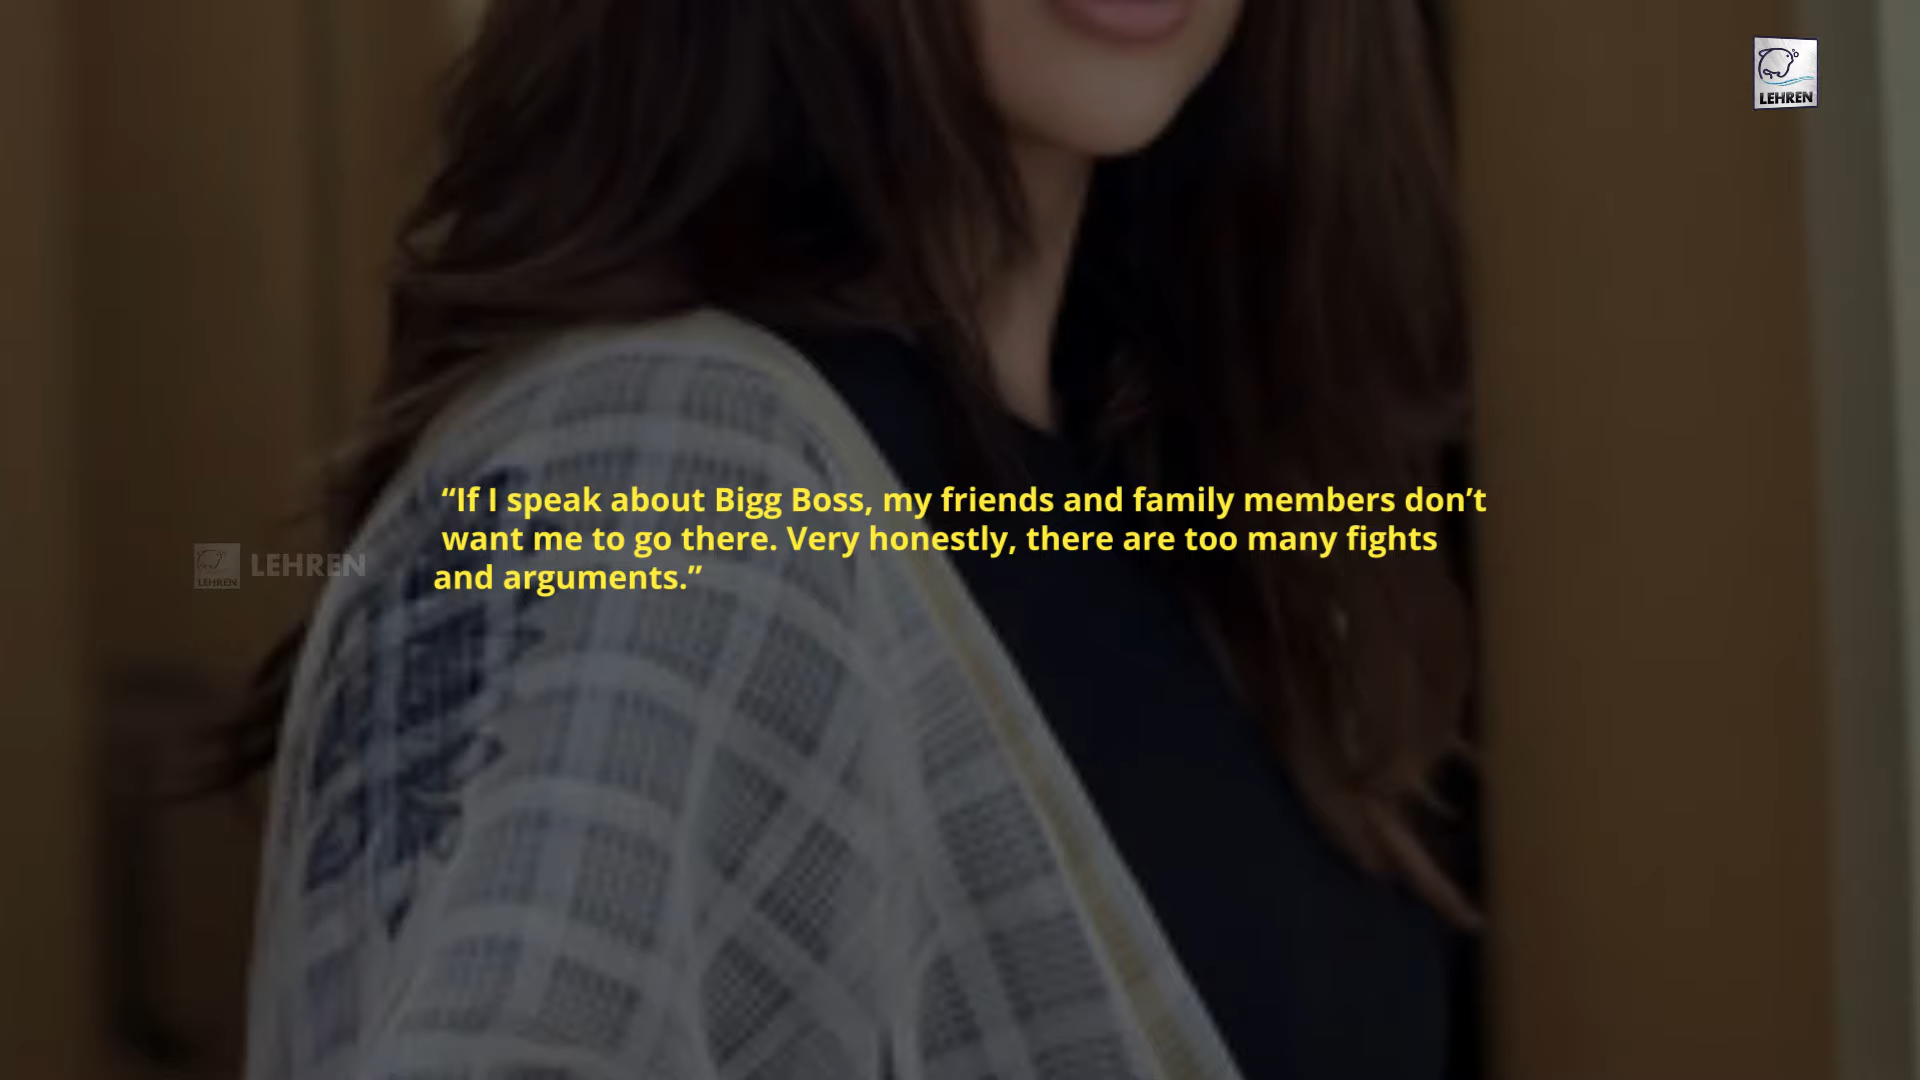 LEHREN
“If I speak about Bigg Boss, my friends and family members don’t
want me to go there. Very honestly, there are too many fights
and arguments.”
LEHREN
LEHREN